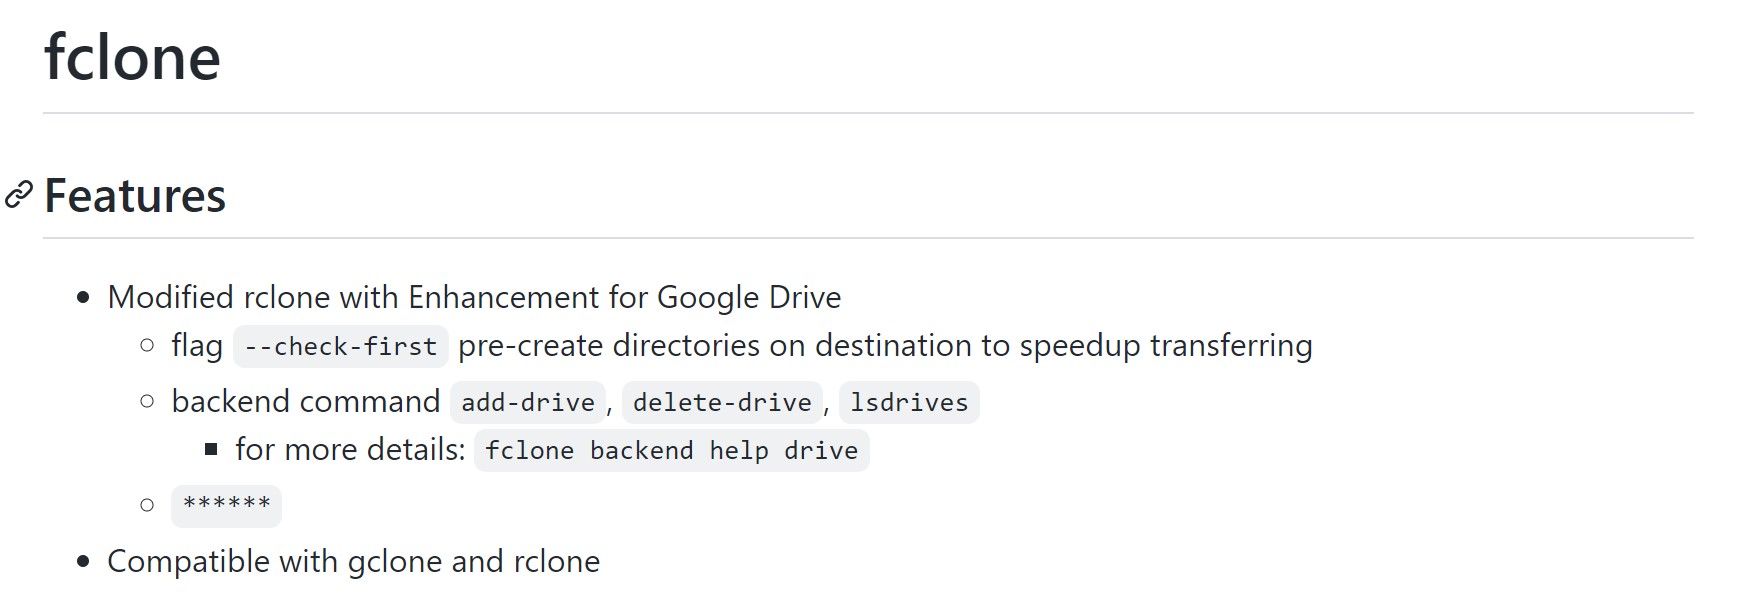 fclone
Features
Modified rclone with Enhancement for Google Drive
flag --check-first pre-create directories on destination to speedup transferring
backend command add-drive, delete-drive, lsdrives
for more details: fclone backend help drive
******
Compatible with gclone and rclone